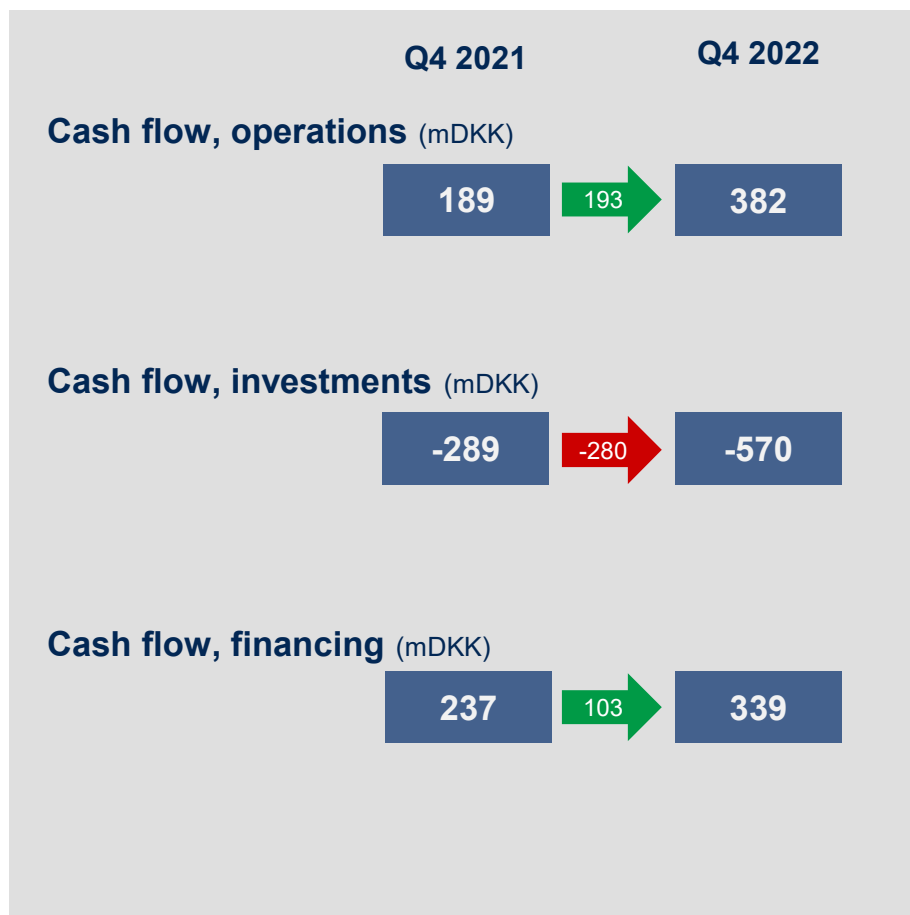 Q4 2021 Q4 2022
Cash flow, operations (mDKK)
189 193 382
Cash flow, investments (mDKK)
-289 -280 -570
Cash flow, financing (mDKK)
237 103 339